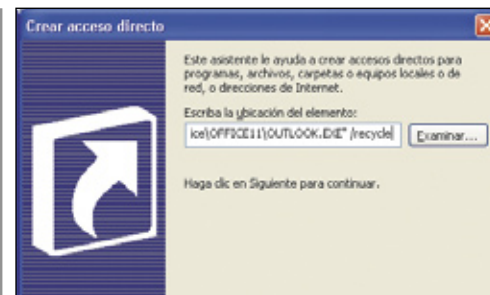 Crear acceso directo
Este asistente le ayuda a crear accesos directos para
programas, archivos, carpetas o equipos locales o de
red, o direcciones de Internet.
Escriba la ubicación del elemento:
ice\OFFICE11\OUTLOOK.EXE" /recycle
Examinar...
Haga clic en Siguiente para continuar.